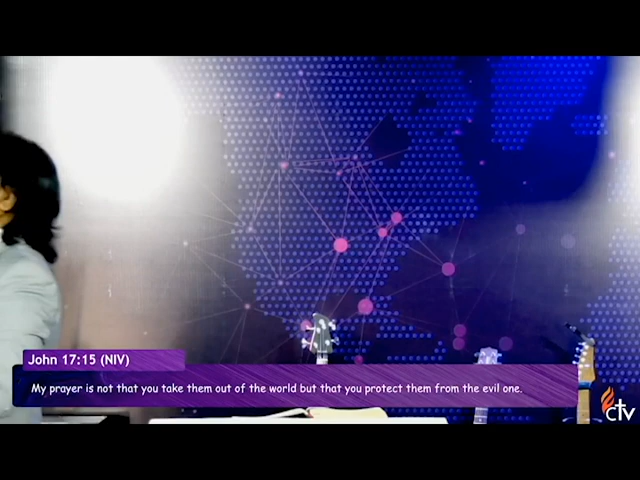 John 17:15 (NIV)
My prayer is not that you take them out of the world but that you protect them from the evil one.
ctv